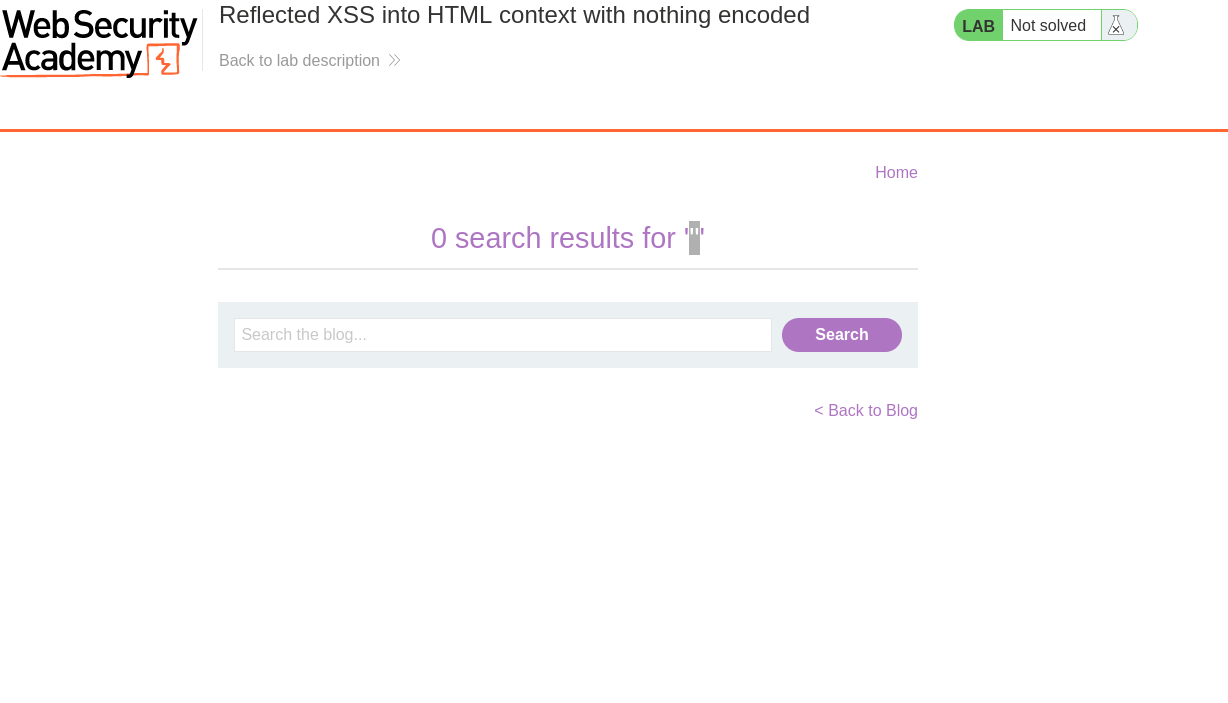 Web Security
Academy
Reflected XSS into HTML context with nothing encoded
Back to lab description
LAB Not solved
Home
0 search results for '"'
Search the blog...
Search
< Back to Blog